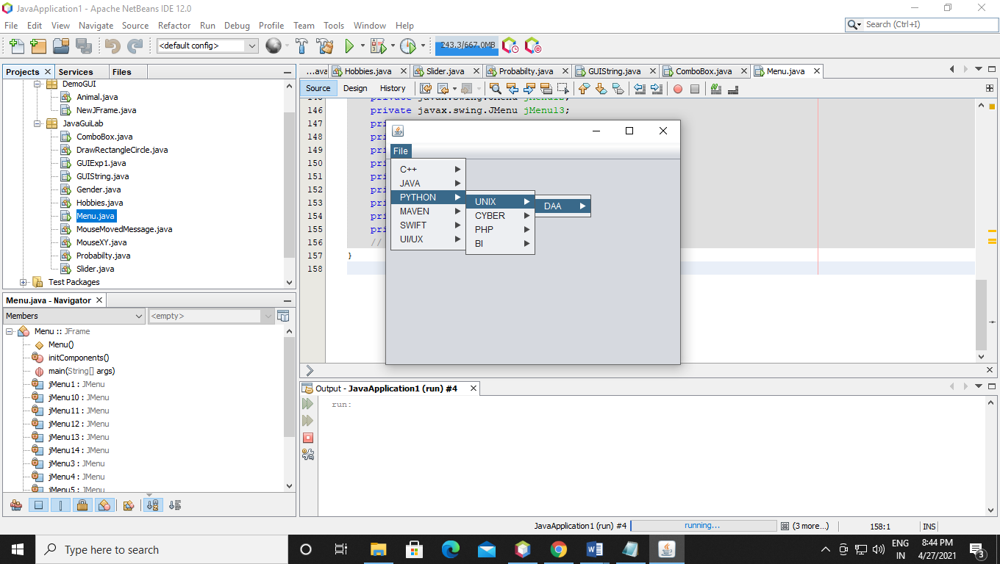 JavaApplication1 - Apache NetBeans IDE 12.0
File Edit View Navigate Source Refactor Run Debug Profile Team Tools Window Help
Search (Ctrl+I)
<default config>
243,3/667,0MB
Projects Services Files
DemoGUI
Animal.java
NewJFrame.java
JavaGuiLab
ComboBox.java
DrawRectangleCircle.java
GUIExp1.java
GUIString.java
Gender.java
Hobbies.java
Menu.java
MouseMovedMessage.java
MouseXY.java
Probabilty.java
Slider.java
Test Packages
Menu.java - Navigator
Members
<empty>
Menu :: JFrame
Menu()
initComponents()
main(String[] args)
jMenu1 : JMenu
jMenu10 : JMenu
jMenu11 : JMenu
jMenu12 : JMenu
jMenu13 : JMenu
jMenu14 : JMenu
jMenu3 : JMenu
jMenu4 : JMenu
jMenu5 : JMenu
...ava Hobbies.java Slider.java Probabilty.java GUIString.java ComboBox.java Menu.java
Source Design History
146 private javax.swing.JMenu jMenu13;
147 pri
148 pri
149 pri
150 pri
151 pri
152 pri
153 pri
154 pri
155 pri
156 //
157 }
158
File
C++
JAVA
PYTHON
MAVEN
SWIFT
UI/UX
UNIX
CYBER
PHP
BI
DAA
Output - JavaApplication1 (run) #4
run:
JavaApplication1 (run) #4 running... (3 more...) 158:1 INS
Type here to search
ENG
IN
8:44 PM
4/27/2021
3